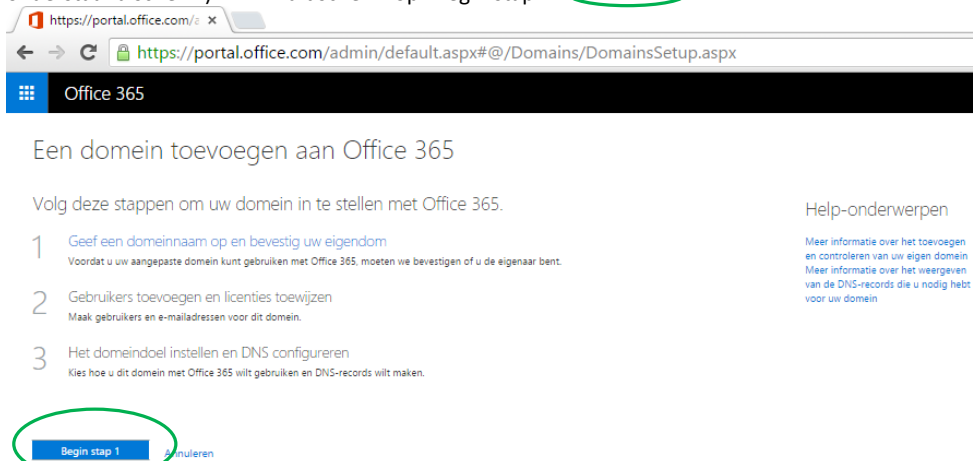 https://portal.office.com/a
https://portal.office.com/admin/default.aspx#@/Domains/DomainsSetup.aspx
Office 365
Een domein toevoegen aan Office 365
Volg deze stappen om uw domein in te stellen met Office 365.
1 Geef een domeinnaam op en bevestig uw eigendom
Voordat u uw aangepaste domein kunt gebruiken met Office 365, moeten we bevestigen of u de eigenaar bent.
2 Gebruikers toevoegen en licenties toewijzen
Maak gebruikers en e-mailadressen voor dit domein.
3 Het domeindoel instellen en DNS configureren
Kies hoe u dit domein met Office 365 wilt gebruiken en DNS-records wilt maken.
Begin stap 1 Annuleren
Help-onderwerpen
Meer informatie over het toevoegen
en controleren van uw eigen domein
Meer informatie over het weergeven
van de DNS-records die u nodig hebt
voor uw domein